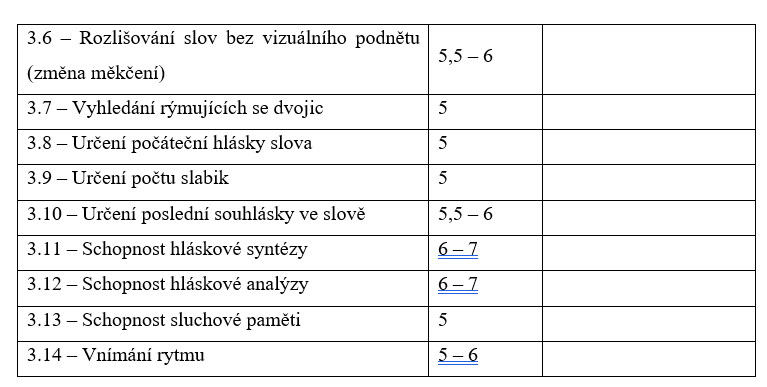 3.6 – Rozlišování slov bez vizuálního podnětu
(změna měkčení)
5,5 – 6
3.7 – Vyhledání rýmujících se dvojic
5
3.8 – Určení počáteční hlásky slova
5
3.9 – Určení počtu slabik
5
3.10 – Určení poslední souhlásky ve slově
5,5 – 6
3.11 – Schopnost hláskové syntézy
6 – 7
3.12 – Schopnost hláskové analýzy
6 – 7
3.13 – Schopnost sluchové paměti
5
3.14 – Vnímání rytmu
5 – 6